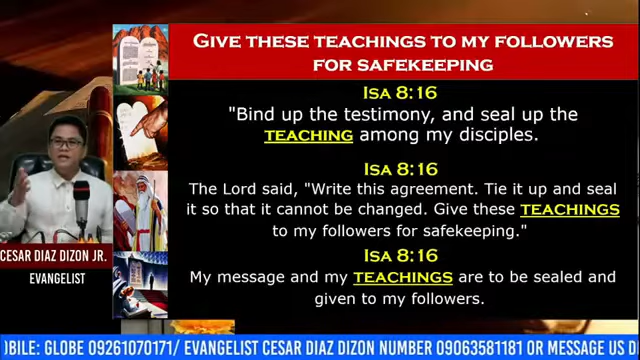 GIVE THESE TEACHINGS TO MY FOLLOWERS
FOR SAFEKEEPING
ISA 8:16
"Bind up the testimony, and seal up the
TEACHING among my disciples.
ISA 8:16
The Lord said, "Write this agreement. Tie it up and seal
it so that it cannot be changed. Give these TEACHINGS
to my followers for safekeeping."
ISA 8:16
My message and my TEACHINGS are to be sealed and
given to my followers.
CESAR DIAZ DIZON JR.
EVANGELIST
OBILE: GLOBE 09261070171/ EVANGELIST CESAR DIAZ DIZON NUMBER 09063581181 OR MESSAGE US D